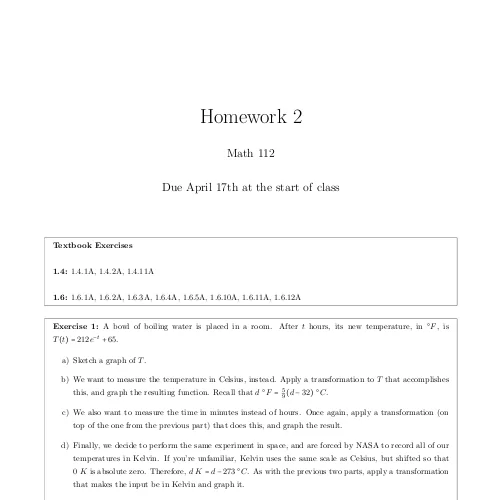 Homework 2
Math 112
Due April 17th at the start of class
Textbook Exercises
1.4: 1.4.1A, 1.4.2A, 1.4.11A
1.6: 1.6.1A, 1.6.2A, 1.6.3A, 1.6.4A, 1.6.5A, 1.6.10A, 1.6.11A, 1.6.12A
Exercise 1: A bowl of boiling water is placed in a room. After t hours, its new temperature, in °F, is
T(t) = 212e^{-t} + 65.
a) Sketch a graph of T.
b) We want to measure the temperature in Celsius, instead. Apply a transformation to T that accomplishes
this, and graph the resulting function. Recall that d °F = 5/9(d − 32) °C.
c) We also want to measure the time in minutes instead of hours. Once again, apply a transformation (on
top of the one from the previous part) that does this, and graph the result.
d) Finally, we decide to perform the same experiment in space, and are forced by NASA to record all of our
temperatures in Kelvin. If you're unfamiliar, Kelvin uses the same scale as Celsius, but shifted so that
0 K is absolute zero. Therefore, d K = d − 273 °C. As with the previous two parts, apply a transformation
that makes the input be in Kelvin and graph it.